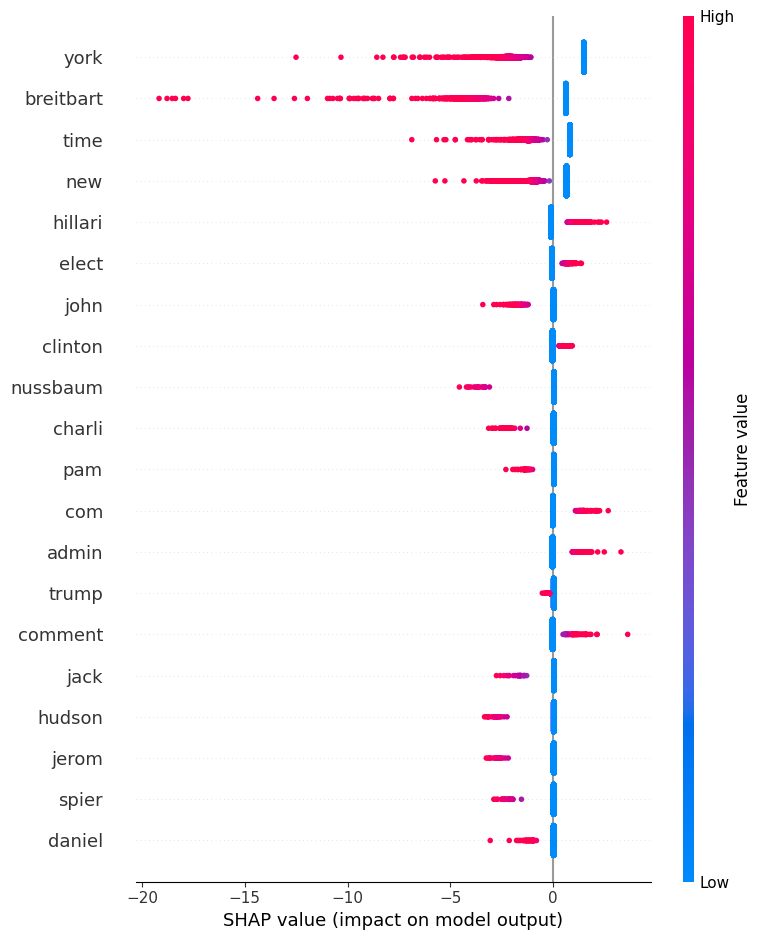 High
york
breitbart
time
new
hillari
elect
john
clinton
nussbaum
charli
pam
com
admin
trump
comment
jack
hudson
jerom
spier
daniel
Feature value
Low
−20 −15 −10 −5 0
SHAP value (impact on model output)